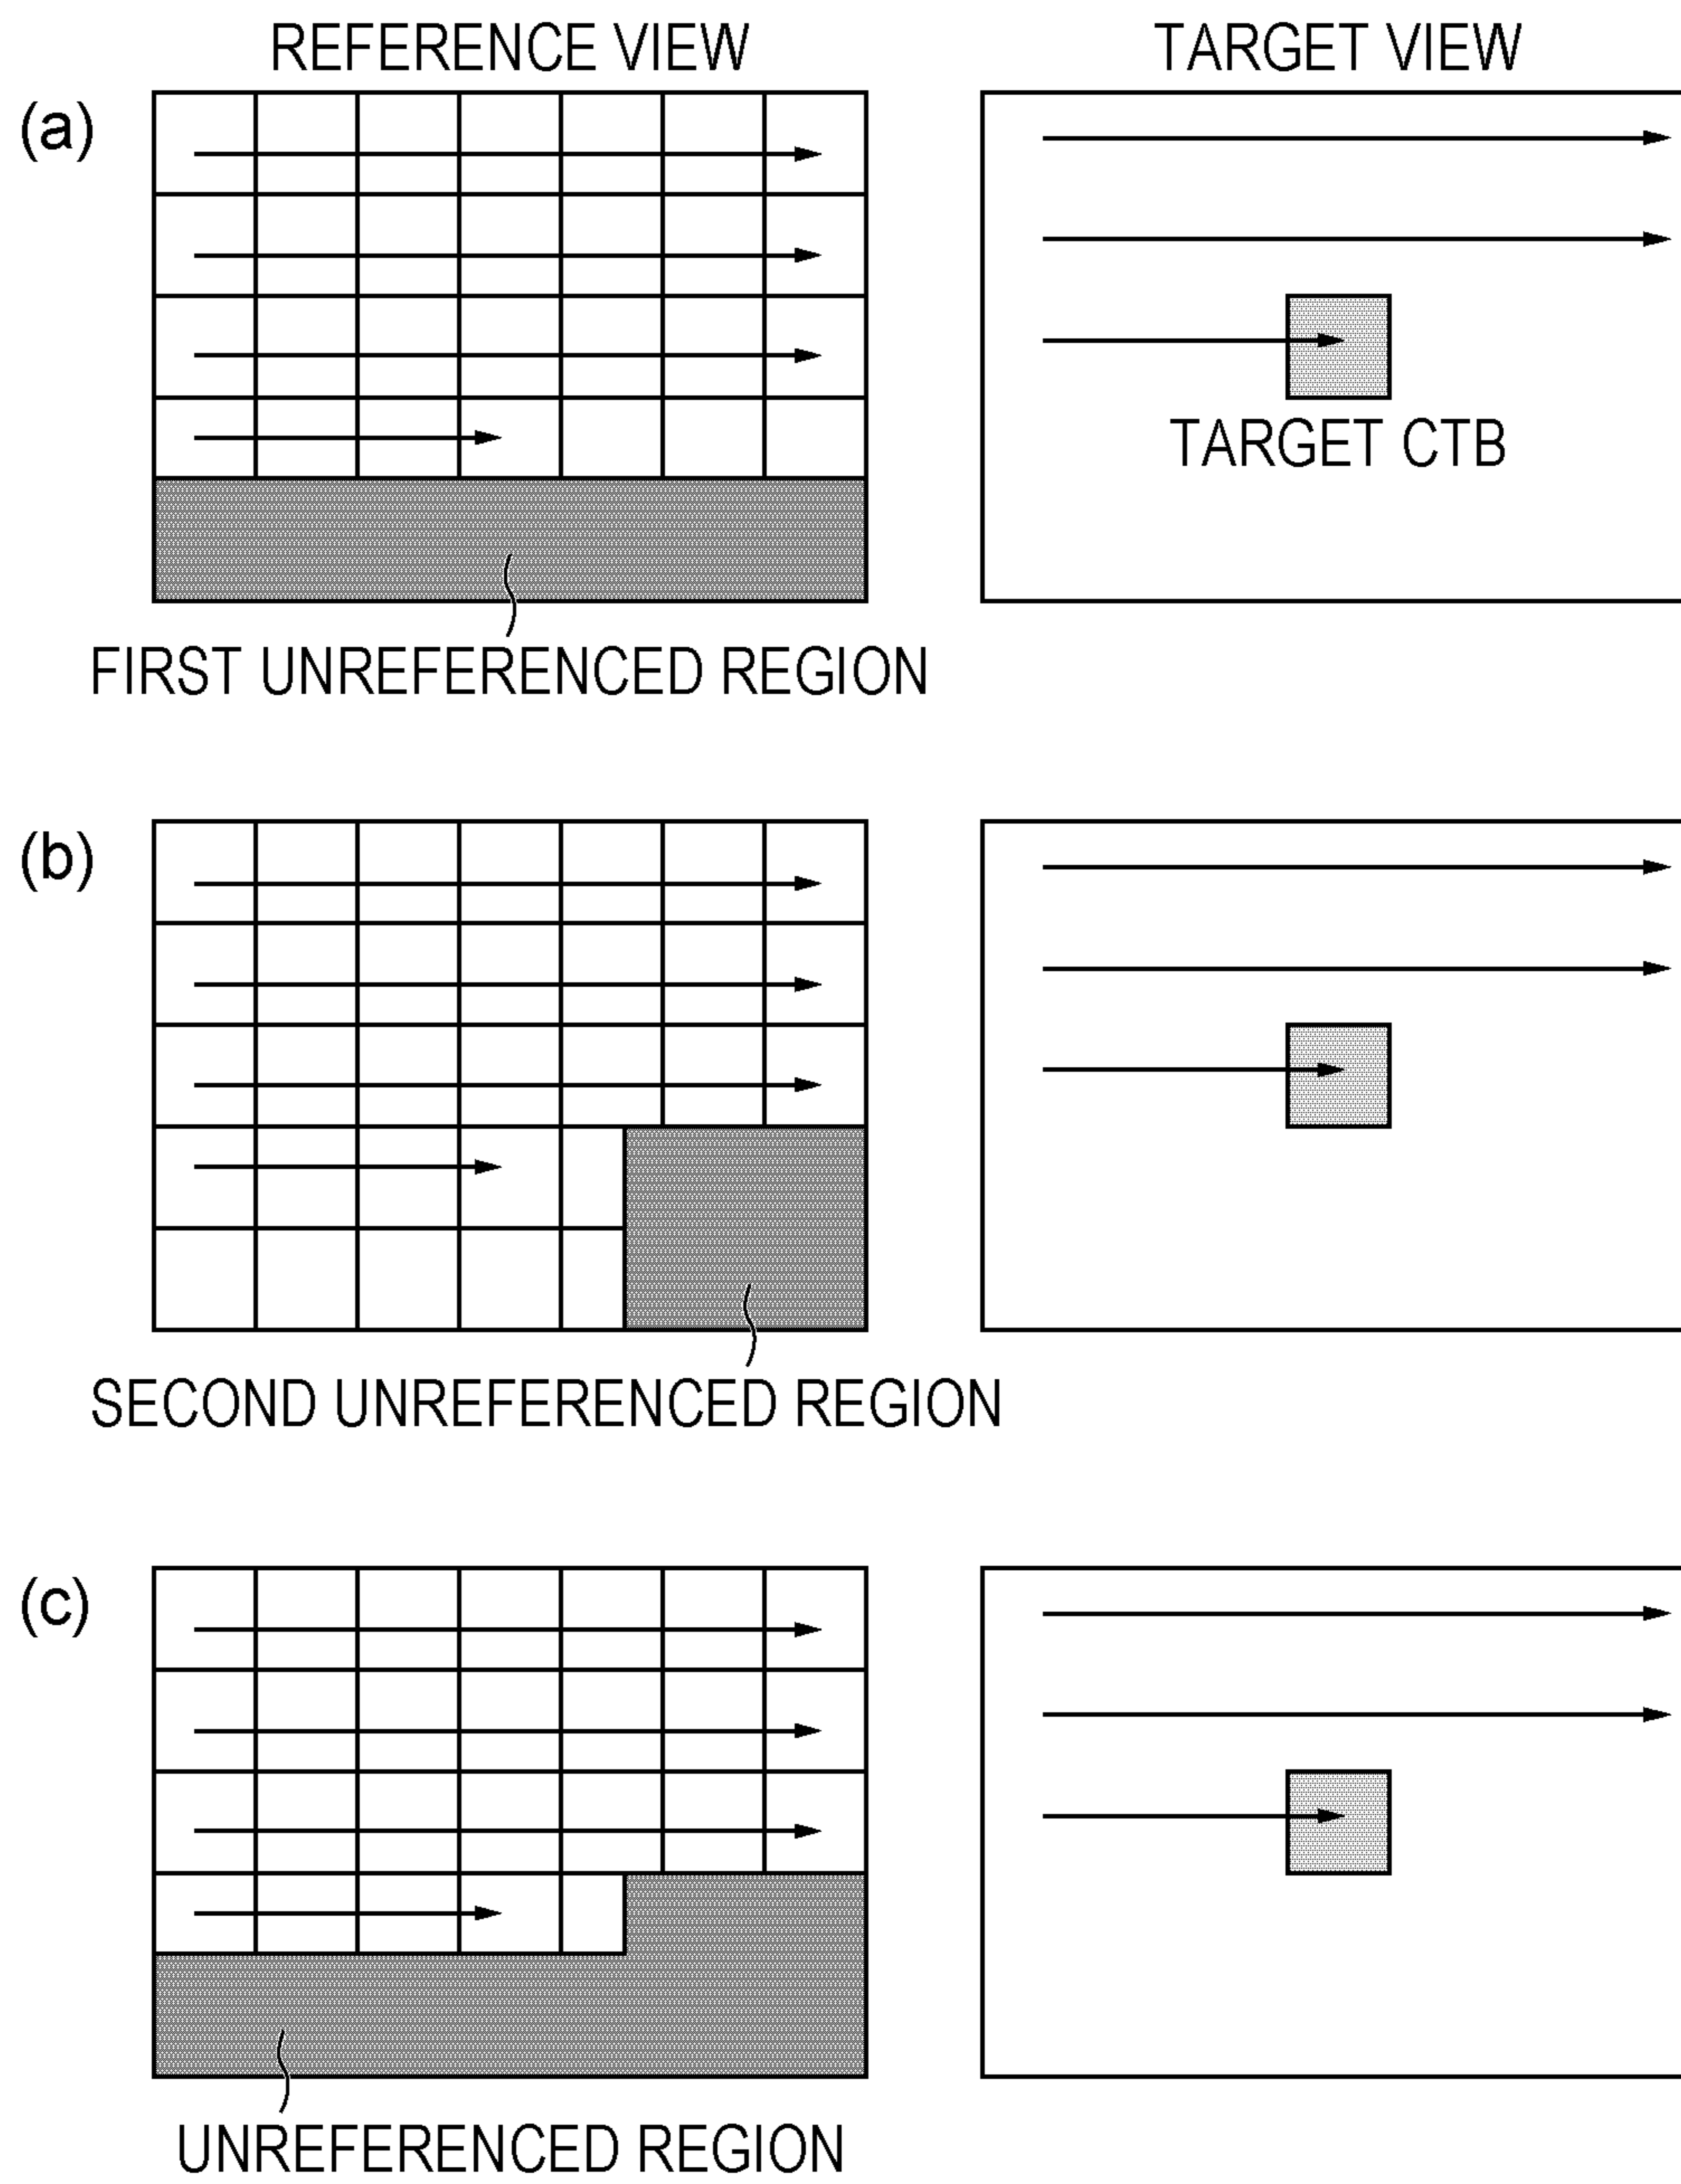 REFERENCE VIEW
TARGET VIEW
(a)
TARGET CTB
FIRST UNREFERENCED REGION
(b)
SECOND UNREFERENCED REGION
(c)
UNREFERENCED REGION